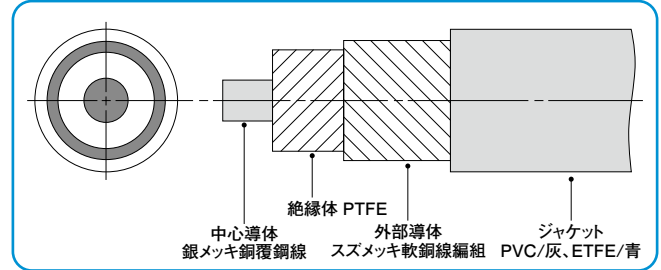 絶縁体 PTFE
中心導体
銀メッキ銅覆鋼線
外部導体
スズメッキ軟銅線編組
ジャケット
PVC/灰、ETFE/青